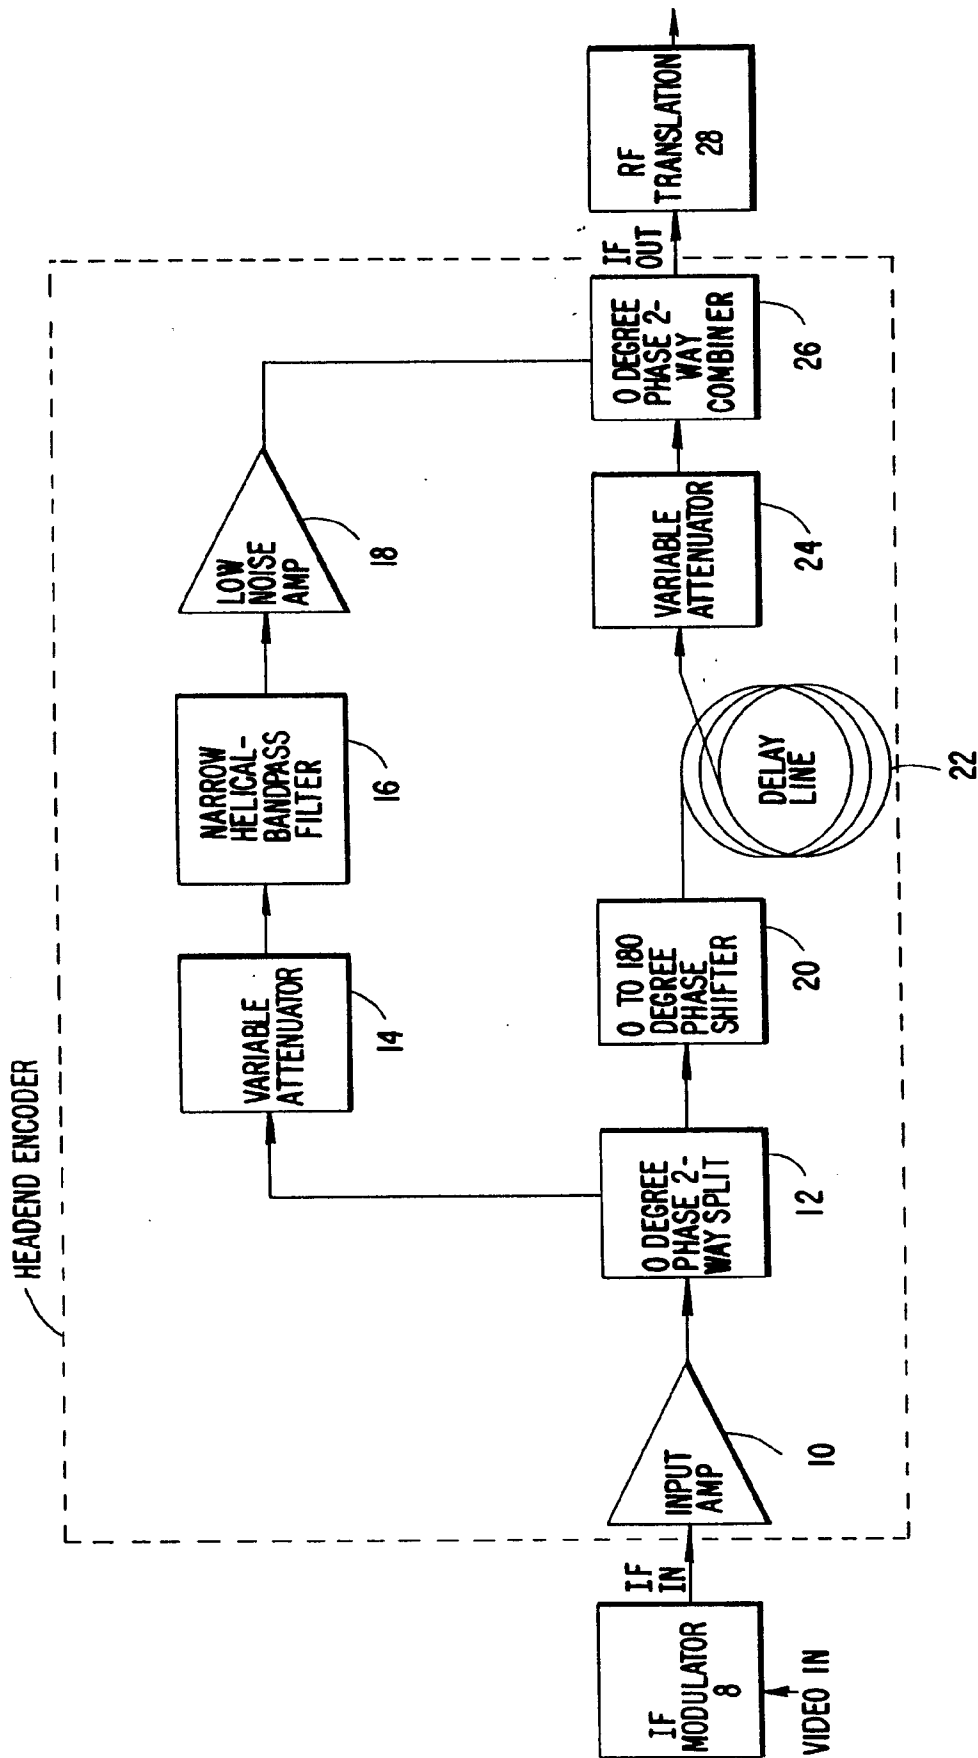 HEADEND ENCODER
VIDEO IN
IF
MODULATOR
8
IF
IN
INPUT
AMP
10
0 DEGREE
PHASE 2-
WAY SPLIT
12
VARIABLE
ATTENUATOR
14
NARROW
HELICAL-
BANDPASS
FILTER
16
LOW
NOISE
AMP
18
0 TO 180
DEGREE
PHASE
SHIFTER
20
DELAY
LINE
22
VARIABLE
ATTENUATOR
24
0 DEGREE
PHASE 2-
WAY
COMBINER
26
IF
OUT
RF
TRANSLATION
28